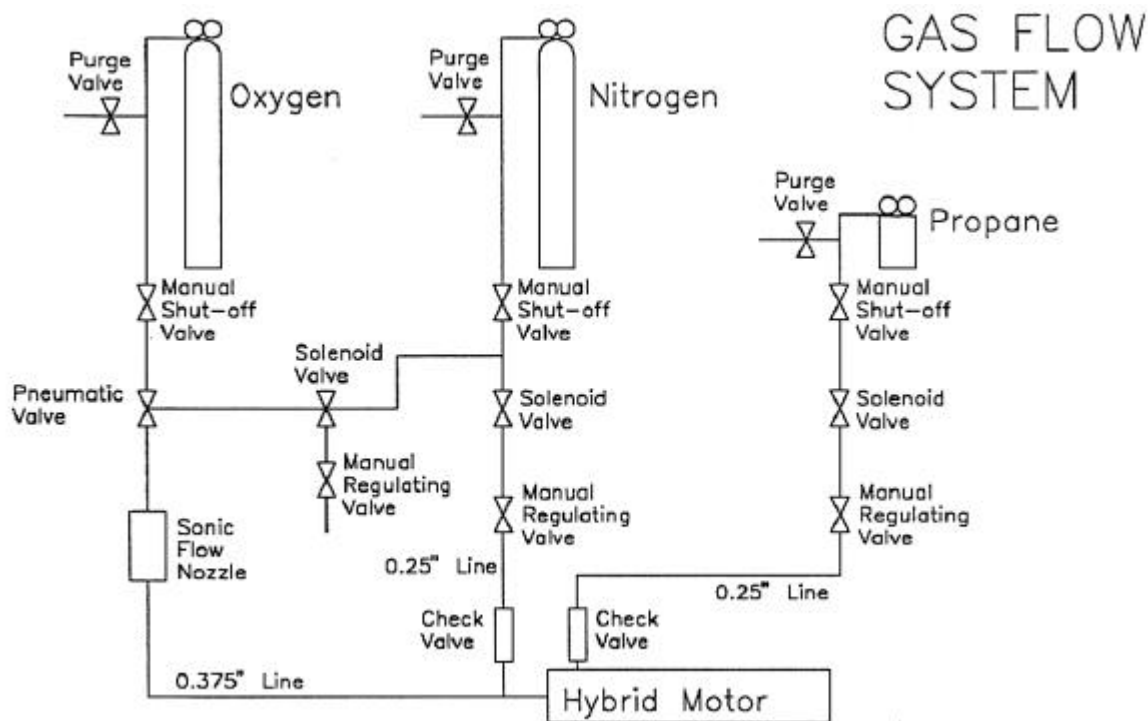 GAS FLOW
SYSTEM
Purge
Valve
Oxygen
Purge
Valve
Nitrogen
Purge
Valve
Propane
Manual
Shut-off
Valve
Manual
Shut-off
Valve
Manual
Shut-off
Valve
Pneumatic
Valve
Solenoid
Valve
Solenoid
Valve
Solenoid
Valve
Manual
Regulating
Valve
Manual
Regulating
Valve
Manual
Regulating
Valve
Sonic
Flow
Nozzle
0.25" Line
0.25" Line
Check
Valve
Check
Valve
0.375" Line
Hybrid Motor